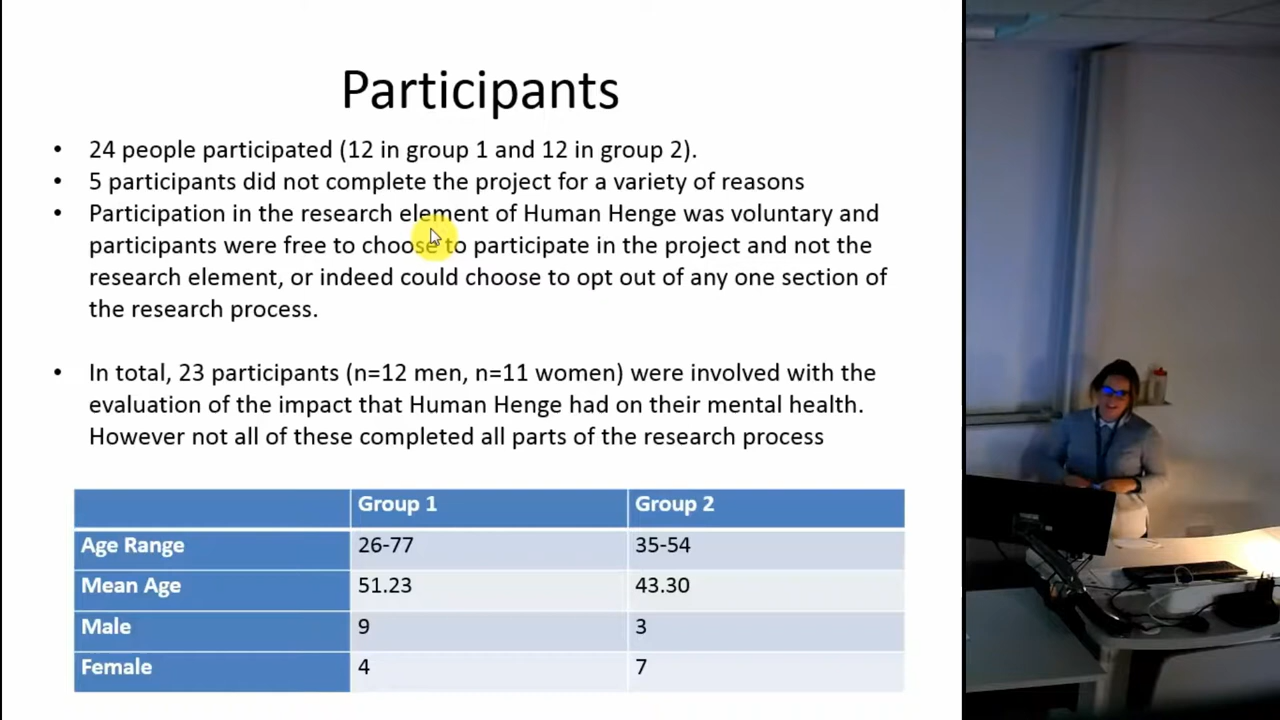 Participants
• 24 people participated (12 in group 1 and 12 in group 2).
• 5 participants did not complete the project for a variety of reasons
• Participation in the research element of Human Henge was voluntary and
participants were free to choose to participate in the project and not the
research element, or indeed could choose to opt out of any one section of
the research process.
• In total, 23 participants (n=12 men, n=11 women) were involved with the
evaluation of the impact that Human Henge had on their mental health.
However not all of these completed all parts of the research process
Group 1 Group 2
Age Range 26-77 35-54
Mean Age 51.23 43.30
Male 9 3
Female 4 7